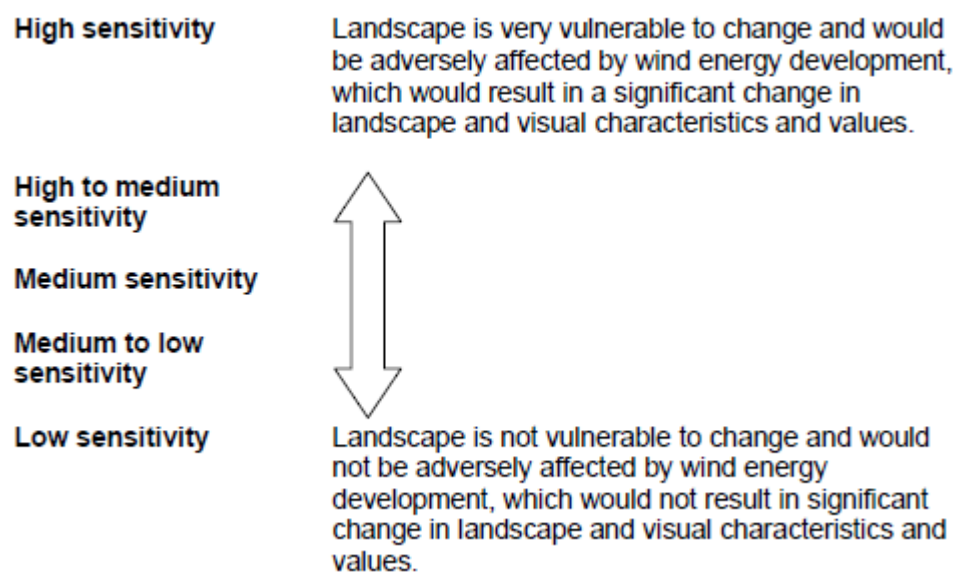 High sensitivity
Landscape is very vulnerable to change and would
be adversely affected by wind energy development,
which would result in a significant change in
landscape and visual characteristics and values.
High to medium
sensitivity
Medium sensitivity
Medium to low
sensitivity
Low sensitivity
Landscape is not vulnerable to change and would
not be adversely affected by wind energy
development, which would not result in significant
change in landscape and visual characteristics and
values.